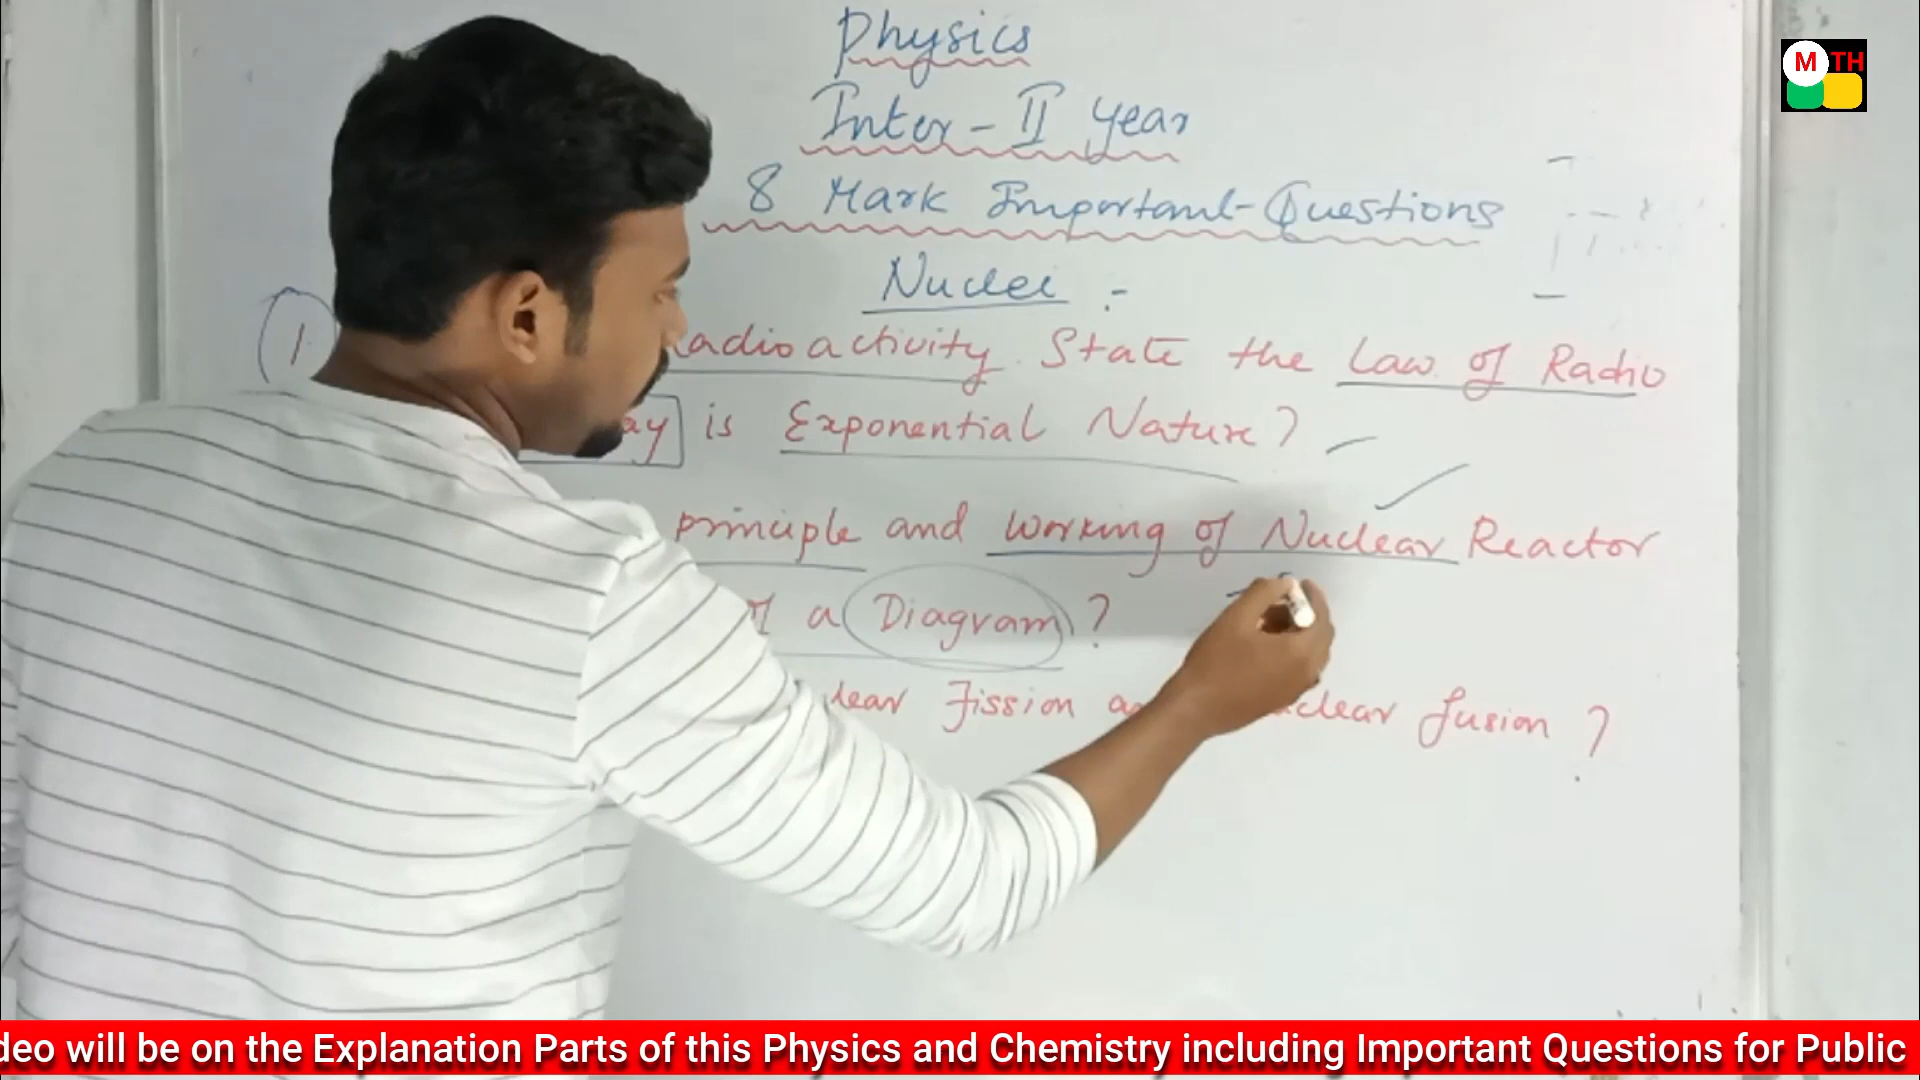 Physics
Inter - II year
8 Mark Important Questions
Nuclei :-
1. adioactivity. State the Law of Radio
ay is Exponential Nature?
principle and working of Nuclear Reactor
of a Diagram ?
lear Fission a clear fusion ?
M TH
deo will be on the Explanation Parts of this Physics and Chemistry including Important Questions for Public